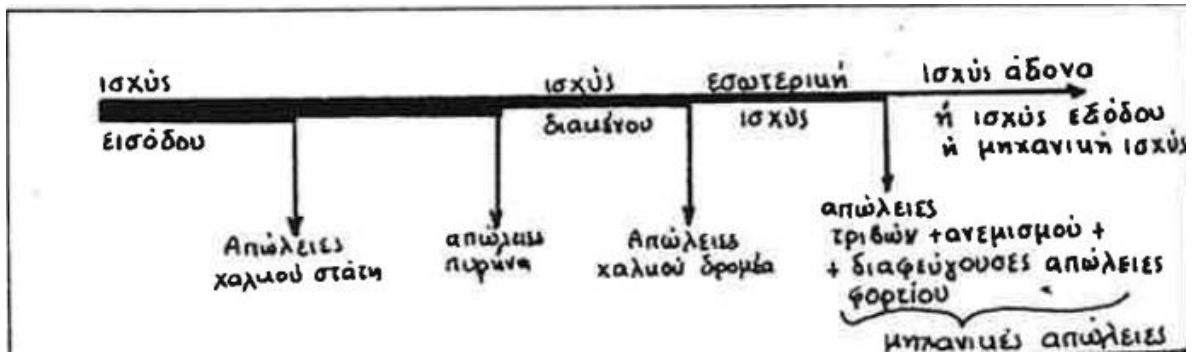 ισχύς
εισόδου
ισχύς
διακένου
εσωτερική
ισχύς
ισχύς άξονα
ή ισχύς εξόδου
ή μηχανική ισχύς
Απώλειες
χαλκού στάτη
απώλειες
πυρήνα
Απώλειες
χαλκού δρομέα
απώλειες
τριβών + ανεμισμού +
+ διαφεύγουσες απώλειες
φορτίου
μηχανικές απώλειες